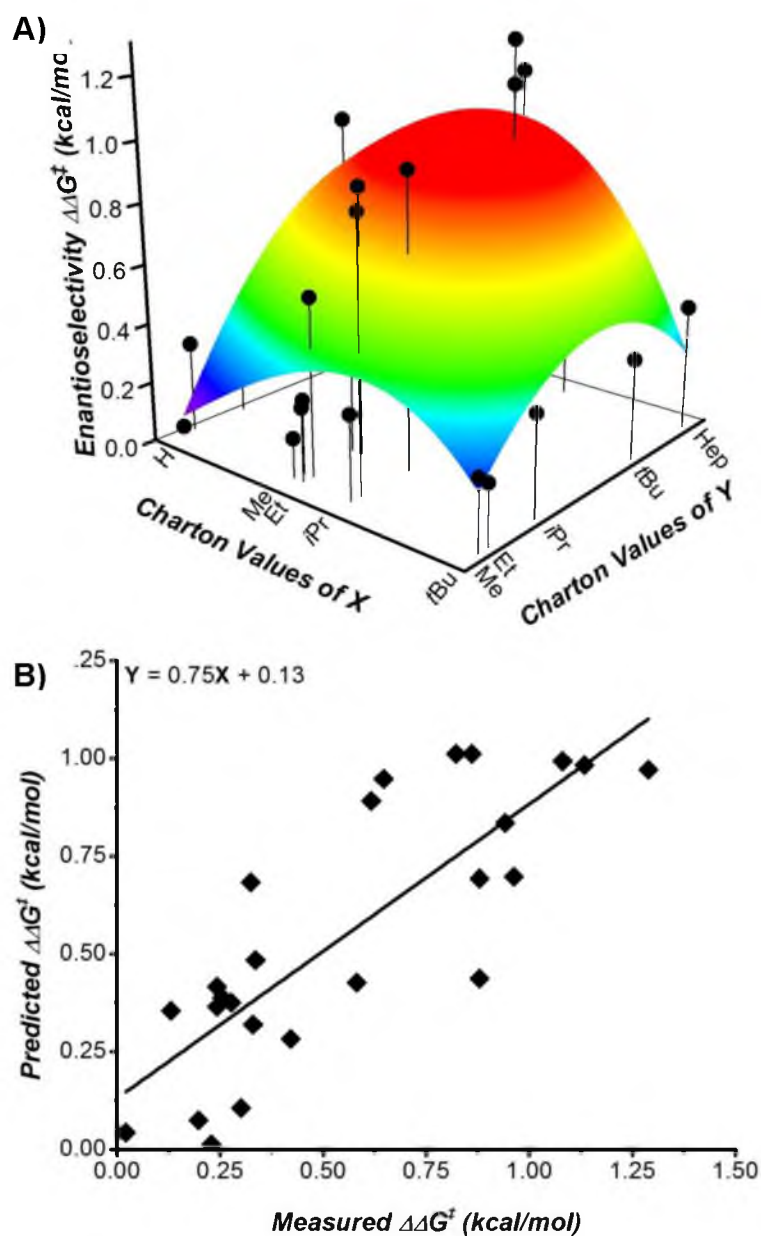 A)
Enantioselectivity ΔΔG‡ (kcal/mc
1.2
1.0
0.8
0.6
0.4
0.2
0.0
H
Me
Et
iPr
tBu
Charton Values of X
Me
Et
iPr
tBu
Hep
Charton Values of Y
B)
Y = 0.75X + 0.13
.25
1.00
0.75
0.50
0.25
0.00
Predicted ΔΔG‡ (kcal/mol)
0.00 0.25 0.50 0.75 1.00 1.25 1.50
Measured ΔΔG‡ (kcal/mol)